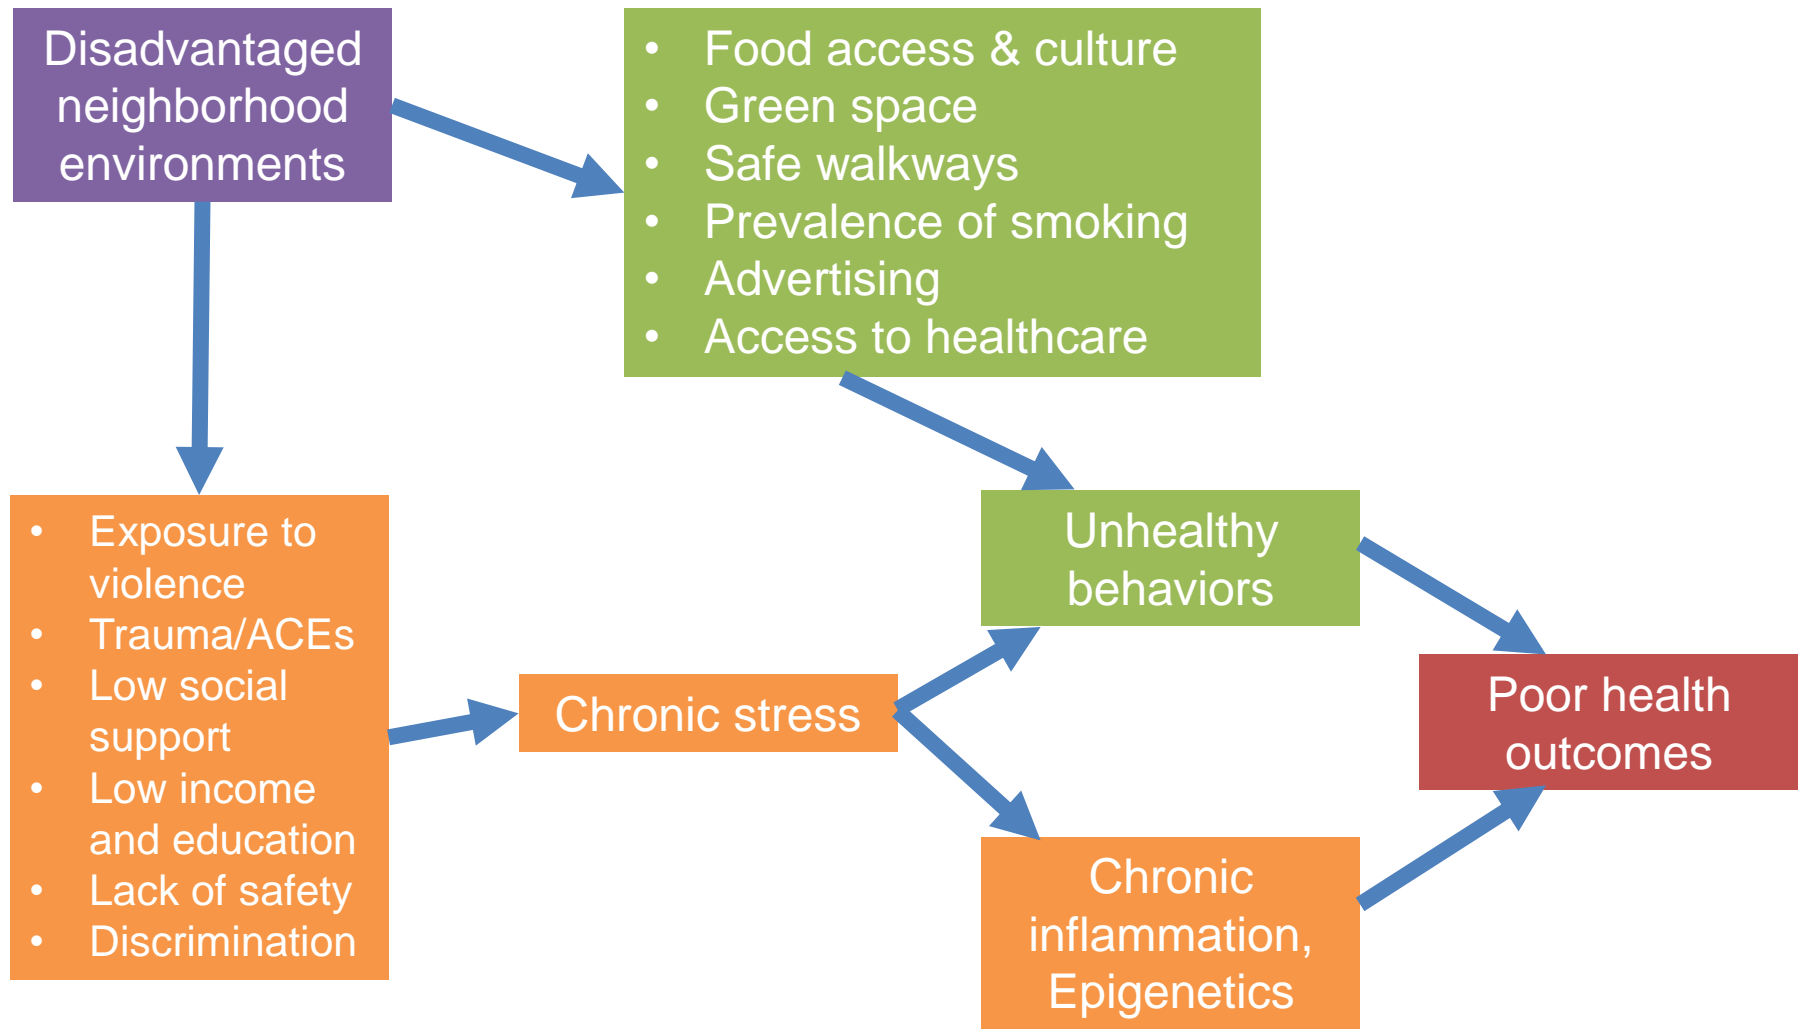 Disadvantaged
neighborhood
environments
• Food access & culture
• Green space
• Safe walkways
• Prevalence of smoking
• Advertising
• Access to healthcare
• Exposure to
violence
• Trauma/ACEs
• Low social
support
• Low income
and education
• Lack of safety
• Discrimination
Chronic stress
Unhealthy
behaviors
Chronic
inflammation,
Epigenetics
Poor health
outcomes